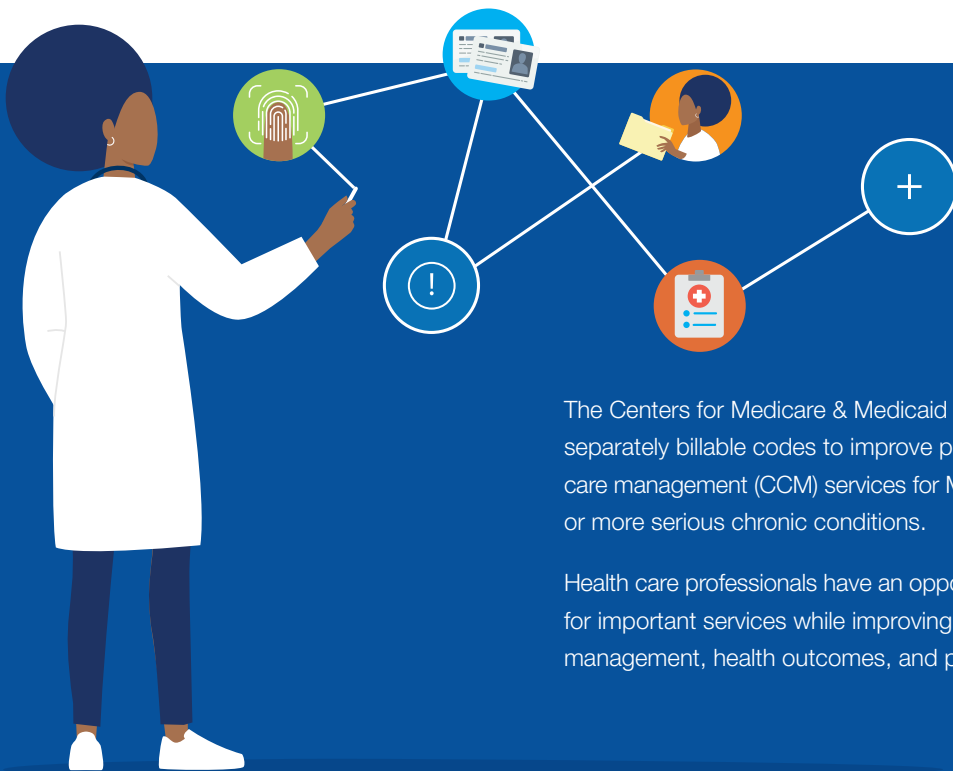 The Centers for Medicare & Medicaid
separately billable codes to improve p
care management (CCM) services for M
or more serious chronic conditions.
Health care professionals have an oppo
for important services while improving
management, health outcomes, and p